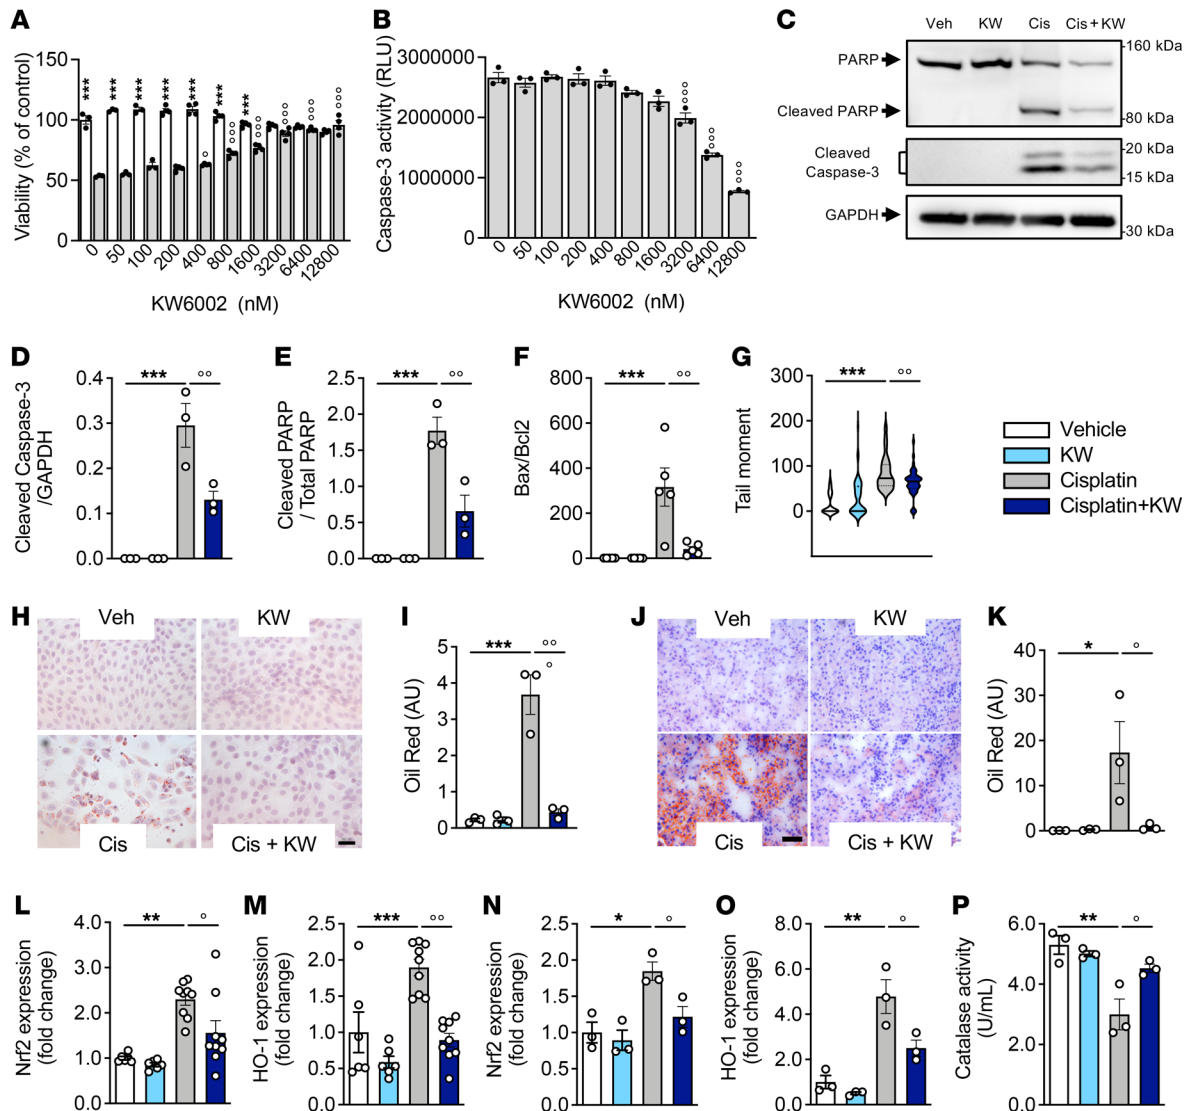 A
Viability (% of control)
150
100
50
0
*** *** *** *** *** *** ***
0 50 100 200 400 800 1600 3200 6400 12800
KW6002 (nM)
B
Caspase-3 activity (RLU)
3000000
2000000
1000000
0
0 50 100 200 400 800 1600 3200 6400 12800
KW6002 (nM)
C
Veh KW Cis Cis+KW
PARP
160 kDa
Cleaved PARP
80 kDa
Cleaved
Caspase-3
20 kDa
15 kDa
GAPDH
30 kDa
D
Cleaved Caspase-3
/GAPDH
0.4
0.3
0.2
0.1
0.0
*** °°
E
Cleaved PARP
/ Total PARP
2.5
2.0
1.5
1.0
0.5
0.0
*** °°
F
Bax/Bcl2
800
600
400
200
0
*** °°
G
Tail moment
300
200
100
0
*** °°
Vehicle
KW
Cisplatin
Cisplatin+KW
H
Veh
KW
Cis
Cis + KW
I
Oil Red (AU)
5
4
3
2
1
0
*** °°
°
J
Veh
KW
Cis
Cis + KW
K
Oil Red (AU)
40
30
20
10
0
* °
L
Nrf2 expression
(fold change)
4.0
3.0
2.0
1.0
0.0
** °
M
HO-1 expression
(fold change)
2.5
2.0
1.5
1.0
0.5
0.0
*** °°
N
Nrf2 expression
(fold change)
2.5
2.0
1.5
1.0
0.5
0.0
* °
O
HO-1 expression
(fold change)
8.0
6.0
4.0
2.0
0.0
** °
P
Catalase activity
(U/mL)
6.0
4.0
2.0
0.0
** °